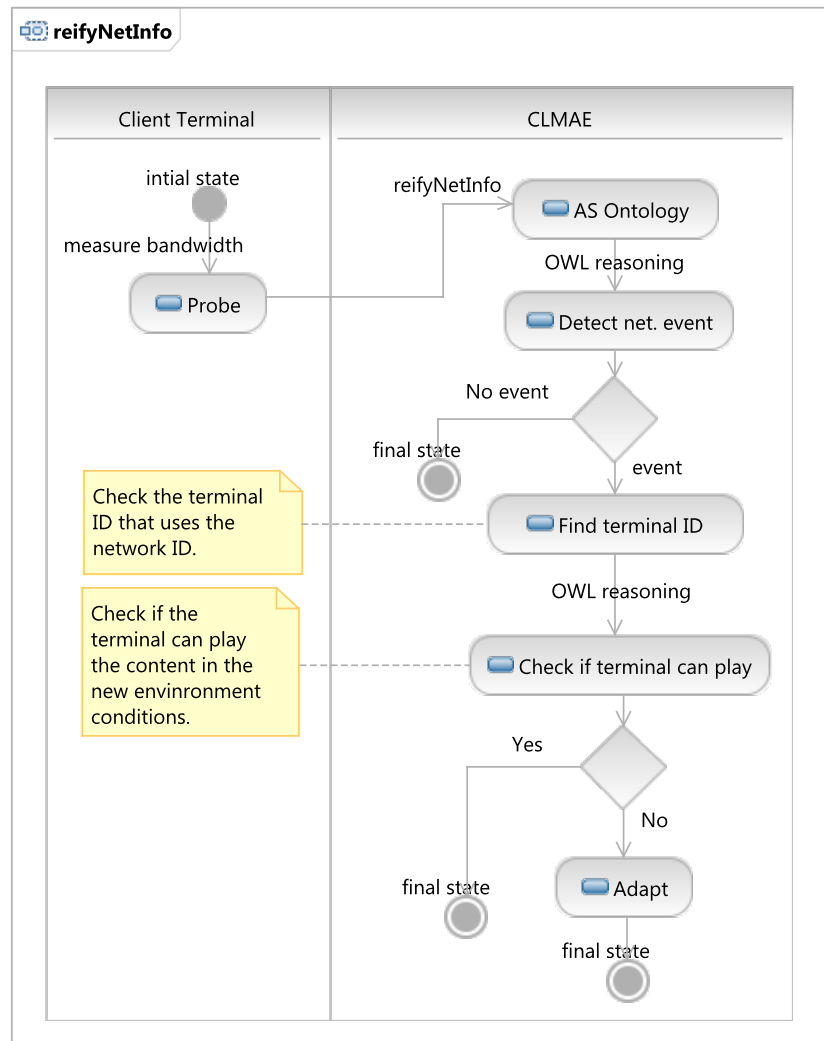 reifyNetInfo
Client Terminal
CLMAE
intial state
measure bandwidth
Probe
reifyNetInfo
AS Ontology
OWL reasoning
Detect net. event
No event
final state
event
Check the terminal
ID that uses the
network ID.
Find terminal ID
OWL reasoning
Check if the
terminal can play
the content in the
new envinronment
conditions.
Check if terminal can play
Yes
No
final state
Adapt
final state